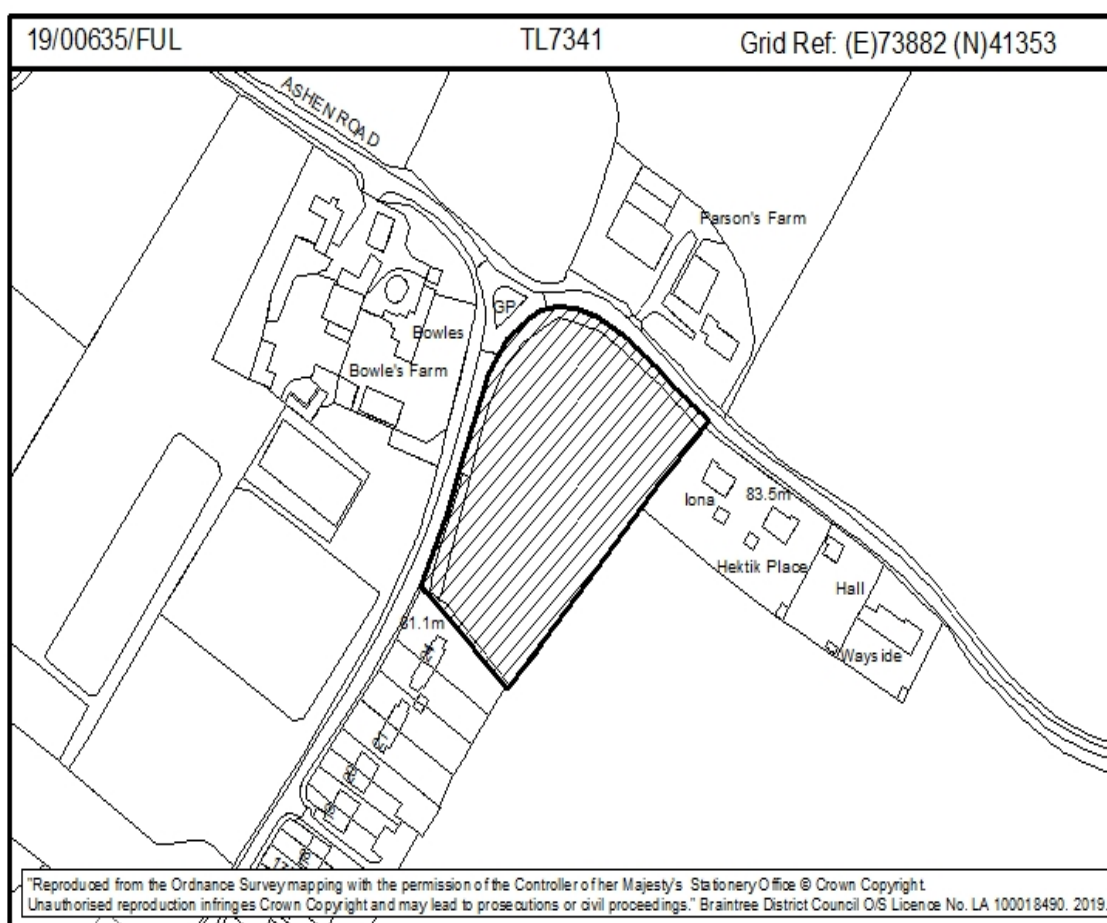 19/00635/FUL TL7341 Grid Ref: (E)73882 (N)41353
ASHEN ROAD
Parson's Farm
GP
Bowles
Bowle's Farm
Iona
83.5m
Hektik Place
Hall
Wayside
81.1m
"Reproduced from the Ordnance Survey mapping with the permission of the Controller of her Majesty's Stationery Office © Crown Copyright.
Unauthorised reproduction infringes Crown Copyright and may lead to prosecutions or civil proceedings." Braintree District Council O/S Licence No. LA 100018490. 2019.